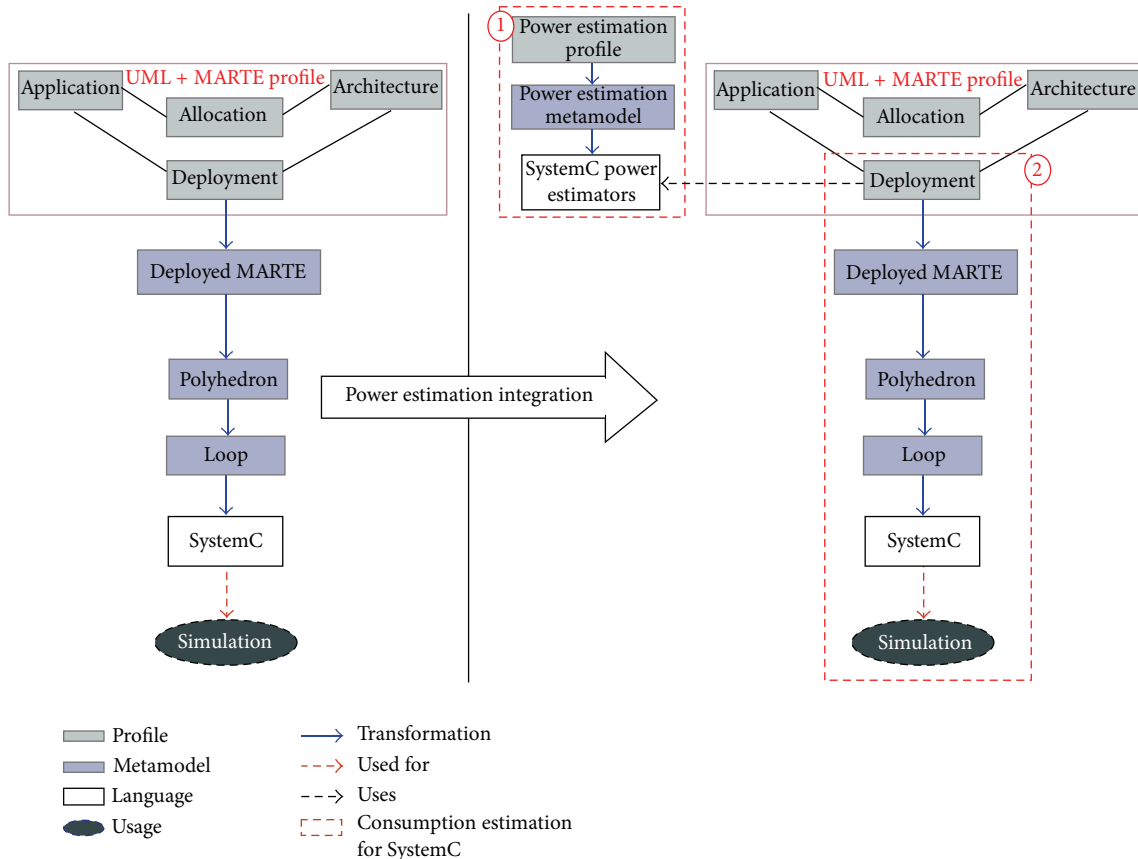 Application
UML + MARTE profile
Architecture
Allocation
Deployment
Deployed MARTE
Polyhedron
Loop
SystemC
Simulation
Power estimation integration
1
Power estimation
profile
Power estimation
metamodel
SystemC power
estimators
Application
UML + MARTE profile
Architecture
Allocation
2
Deployment
Deployed MARTE
Polyhedron
Loop
SystemC
Simulation
Profile
Metamodel
Language
Usage
Transformation
Used for
Uses
Consumption estimation
for SystemC